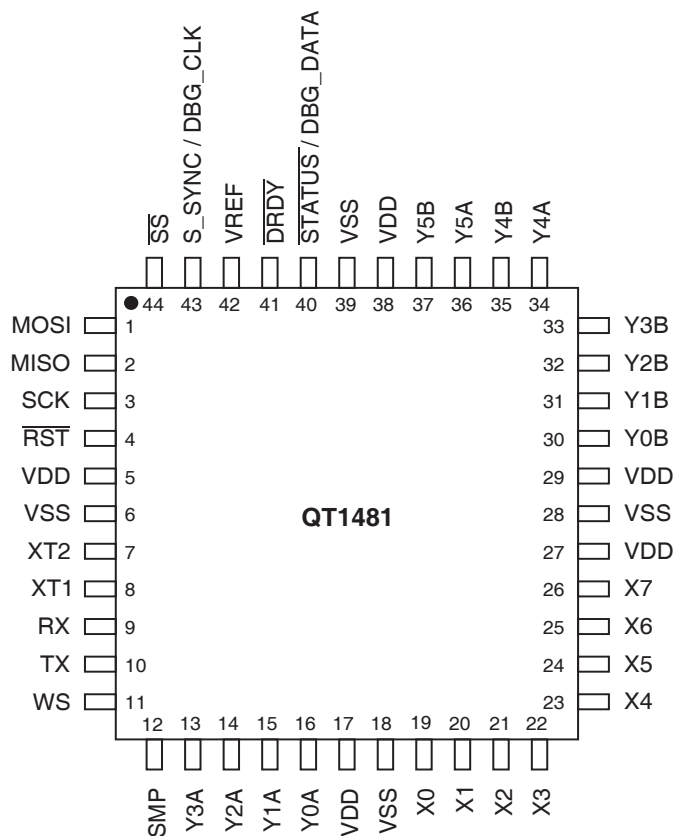 S̅S̅
S_SYNC / DBG_CLK
VREF
D̅R̅D̅Y̅
S̅T̅A̅T̅U̅S̅ / DBG_DATA
VSS
VDD
Y5B
Y5A
Y4B
Y4A
44 43 42 41 40 39 38 37 36 35 34
MOSI 1 33 Y3B
MISO 2 32 Y2B
SCK 3 31 Y1B
R̅S̅T̅ 4 30 Y0B
VDD 5 29 VDD
VSS 6 28 VSS
QT1481
XT2 7 27 VDD
XT1 8 26 X7
RX 9 25 X6
TX 10 24 X5
WS 11 23 X4
12 13 14 15 16 17 18 19 20 21 22
SMP
Y3A
Y2A
Y1A
Y0A
VDD
VSS
X0
X1
X2
X3